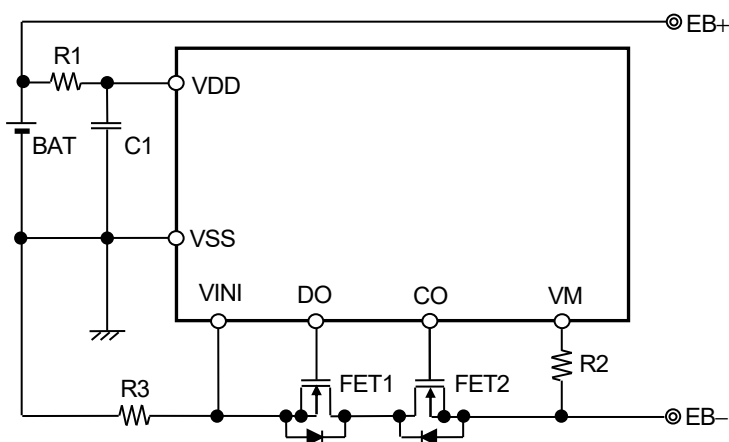 EB+
R1
VDD
BAT
C1
VSS
VINI DO CO VM
R2
FET1 FET2
R3
EB−